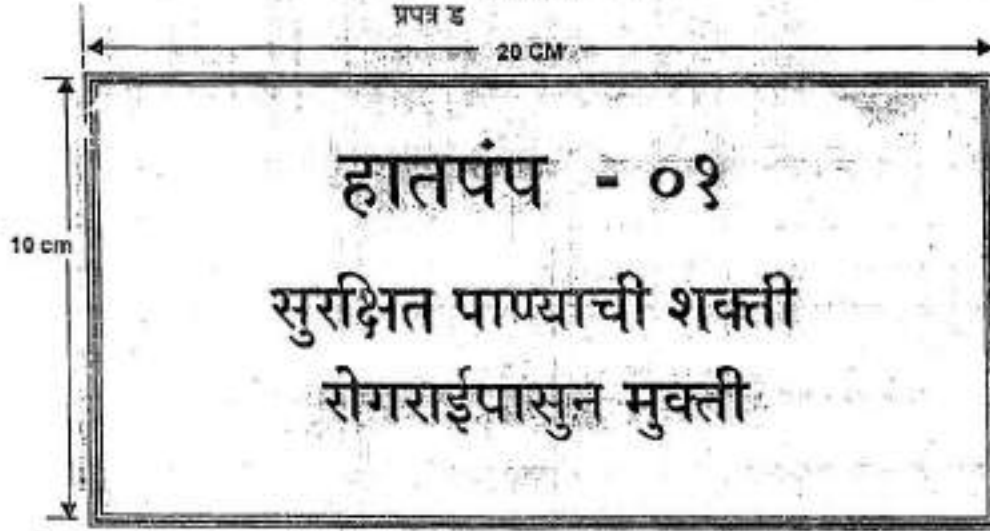 प्रपत्र ड
20 CM
हातपंप - ०१
10 cm
सुरक्षित पाण्याची शक्ती
रोगराईपासुन मुक्ती